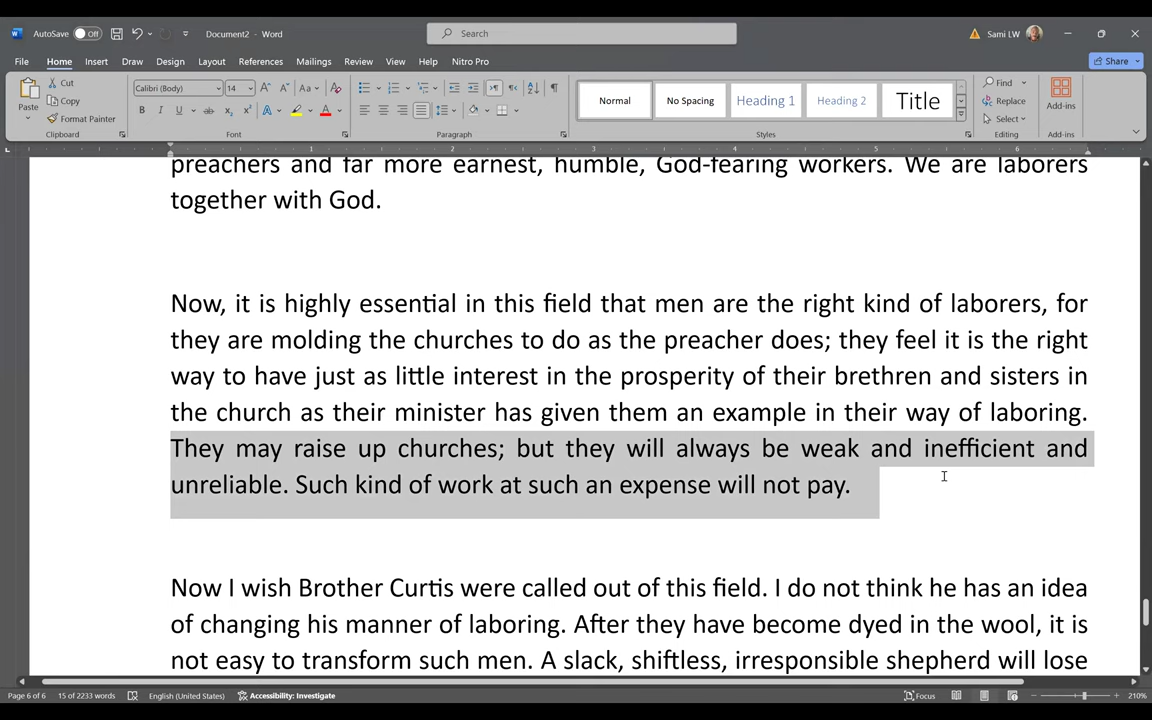 AutoSave Off Document2 - Word Search Sami LW
File Home Insert Draw Design Layout References Mailings Review View Help Nitro Pro Share
Paste Cut Copy Format Painter Clipboard
Calibri (Body) 14 Font
Paragraph
Normal No Spacing Heading 1 Heading 2 Title Styles
Find Replace Select Editing
Add-ins Add-ins
1 2 3 4 5 6
preachers and far more earnest, humble, God-fearing workers. We are laborers
together with God.
Now, it is highly essential in this field that men are the right kind of laborers, for
they are molding the churches to do as the preacher does; they feel it is the right
way to have just as little interest in the prosperity of their brethren and sisters in
the church as their minister has given them an example in their way of laboring.
They may raise up churches; but they will always be weak and inefficient and
unreliable. Such kind of work at such an expense will not pay.
Now I wish Brother Curtis were called out of this field. I do not think he has an idea
of changing his manner of laboring. After they have become dyed in the wool, it is
not easy to transform such men. A slack, shiftless, irresponsible shepherd will lose
Page 6 of 6 15 of 2233 words English (United States) Accessibility: Investigate Focus 210%